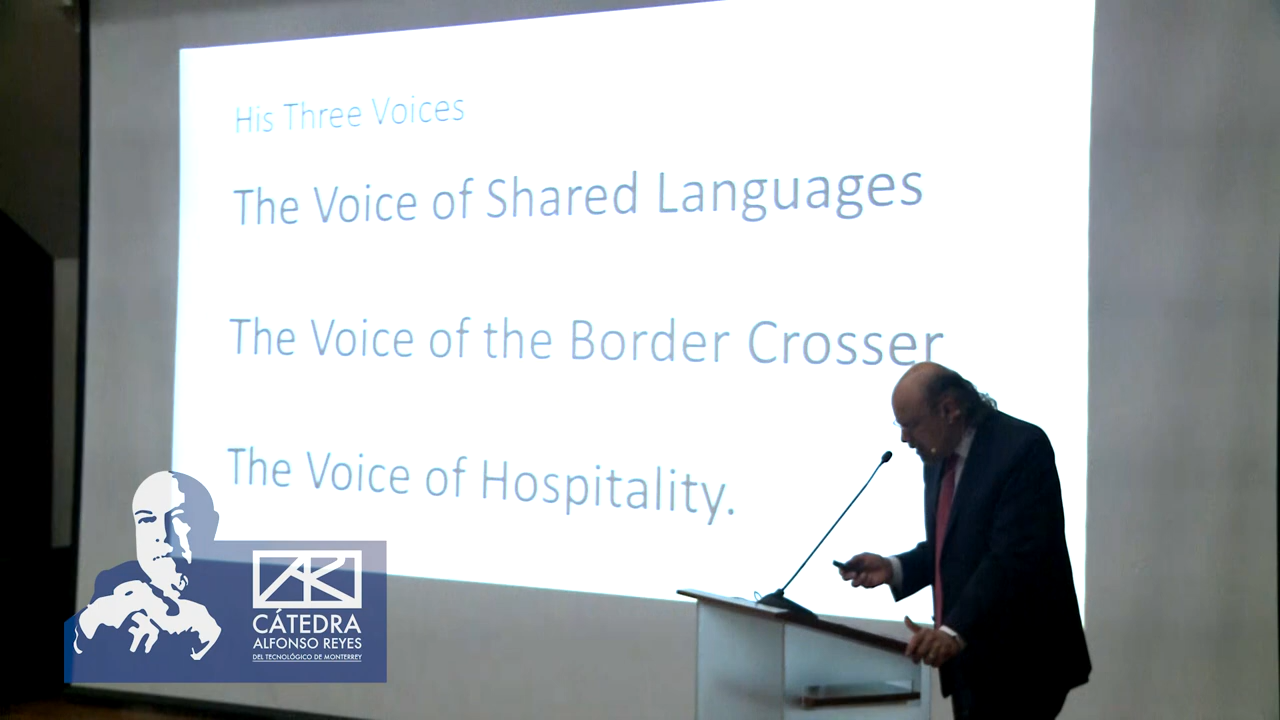 His Three Voices
The Voice of Shared Languages
The Voice of the Border Crosser
The Voice of Hospitality.
AR
CÁTEDRA
ALFONSO REYES
DEL TECNOLÓGICO DE MONTERREY